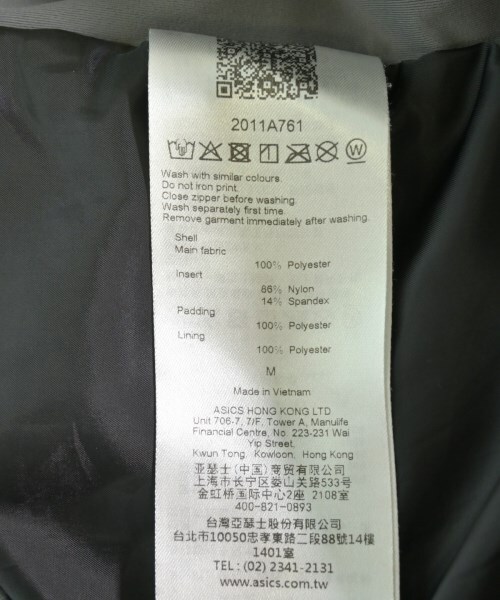 2011A761
Wash with similar colours.
Do not iron print.
Close zipper before washing.
Wash separately first time.
Remove garment immediately after washing.
Shell
Main fabric
100% Polyester
Insert
86% Nylon
14% Spandex
Padding
100% Polyester
Lining
100% Polyester
M
Made in Vietnam
ASICS HONG KONG LTD
Unit 706-7, 7/F, Tower A, Manulife
Financial Centre, No. 223-231 Wai
Yip Street,
Kwun Tong, Kowloon, Hong Kong
亚瑟士(中国)商贸有限公司
上海市长宁区娄山关路533号
金虹桥国际中心2座 2108室
400-821-0893
台灣亞瑟士股份有限公司
台北市10050忠孝東路二段88號14樓
1401室
TEL : (02) 2341-2131
www.asics.com.tw